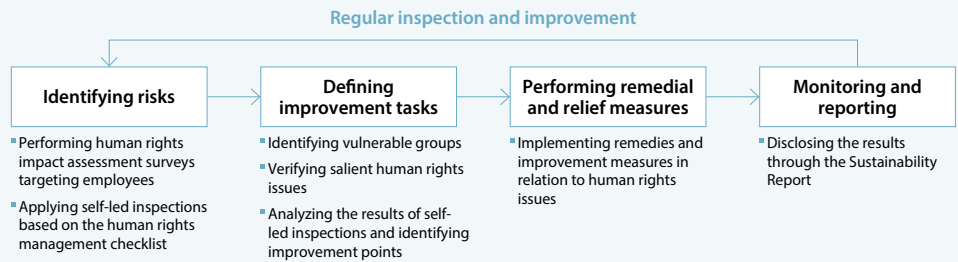 Regular inspection and improvement
Identifying risks
Performing human rights
impact assessment surveys
targeting employees
Applying self-led inspections
based on the human rights
management checklist
Defining
improvement tasks
Identifying vulnerable groups
Verifying salient human rights
issues
Analyzing the results of self-
led inspections and identifying
improvement points
Performing remedial
and relief measures
Implementing remedies and
improvement measures in
relation to human rights
issues
Monitoring and
reporting
Disclosing the results
through the Sustainability
Report